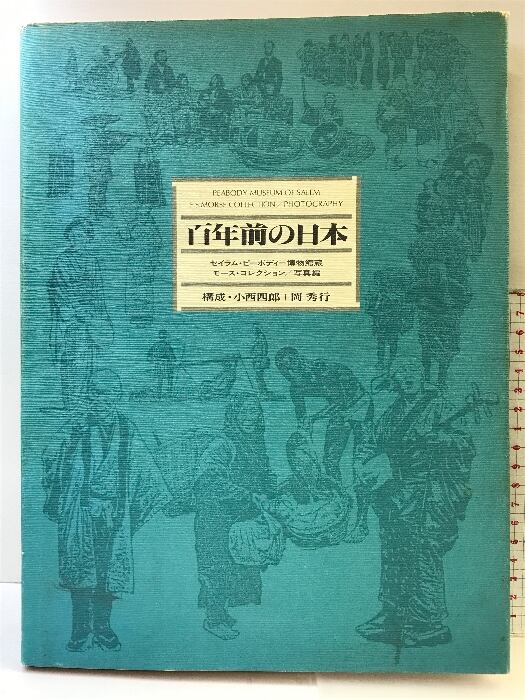 PEABODY MUSEUM OF SALEM
E·S·MORSE COLLECTION/PHOTOGRAPHY
百年前の日本
セイラム・ピーボディー博物館蔵
モース・コレクション/写真編
構成・小西四郎+岡 秀行